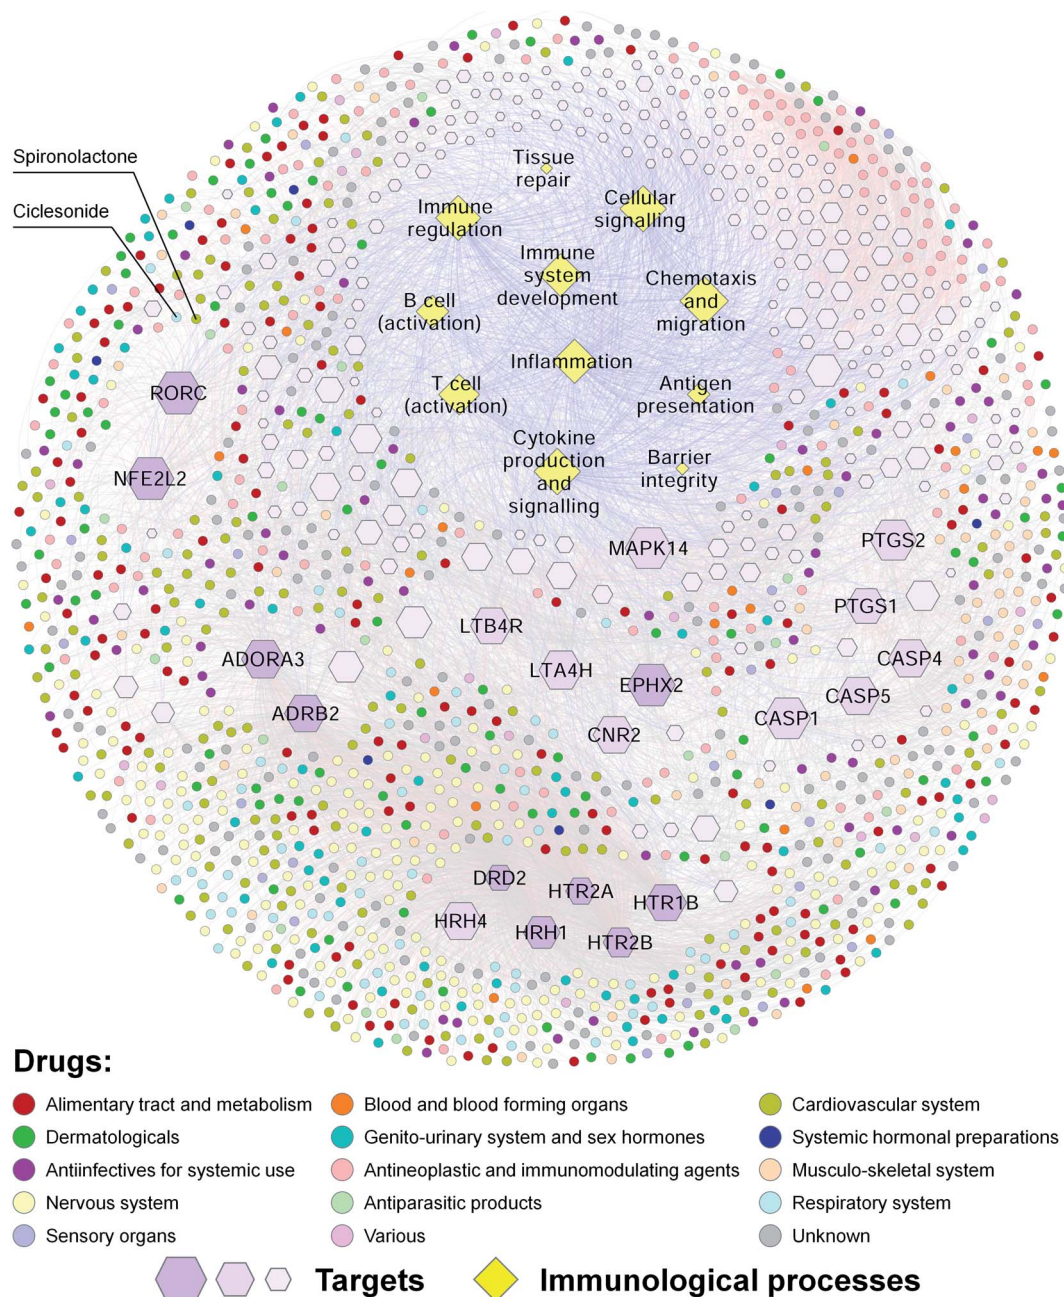 Spironolactone
Ciclesonide
Tissue
repair
Immune
regulation
Cellular
signalling
Immune
system
development
B cell
(activation)
Chemotaxis
and
migration
Inflammation
T cell
(activation)
Antigen
presentation
Cytokine
production
and
signalling
Barrier
integrity
RORC
NFE2L2
MAPK14
PTGS2
PTGS1
LTB4R
ADORA3
LTA4H
EPHX2
CASP4
CASP5
ADRB2
CNR2
CASP1
DRD2
HTR2A
HTR1B
HRH4
HRH1
HTR2B
Drugs:
Alimentary tract and metabolism
Blood and blood forming organs
Cardiovascular system
Dermatologicals
Genito-urinary system and sex hormones
Systemic hormonal preparations
Antiinfectives for systemic use
Antineoplastic and immunomodulating agents
Musculo-skeletal system
Nervous system
Antiparasitic products
Respiratory system
Sensory organs
Various
Unknown
Targets
Immunological processes